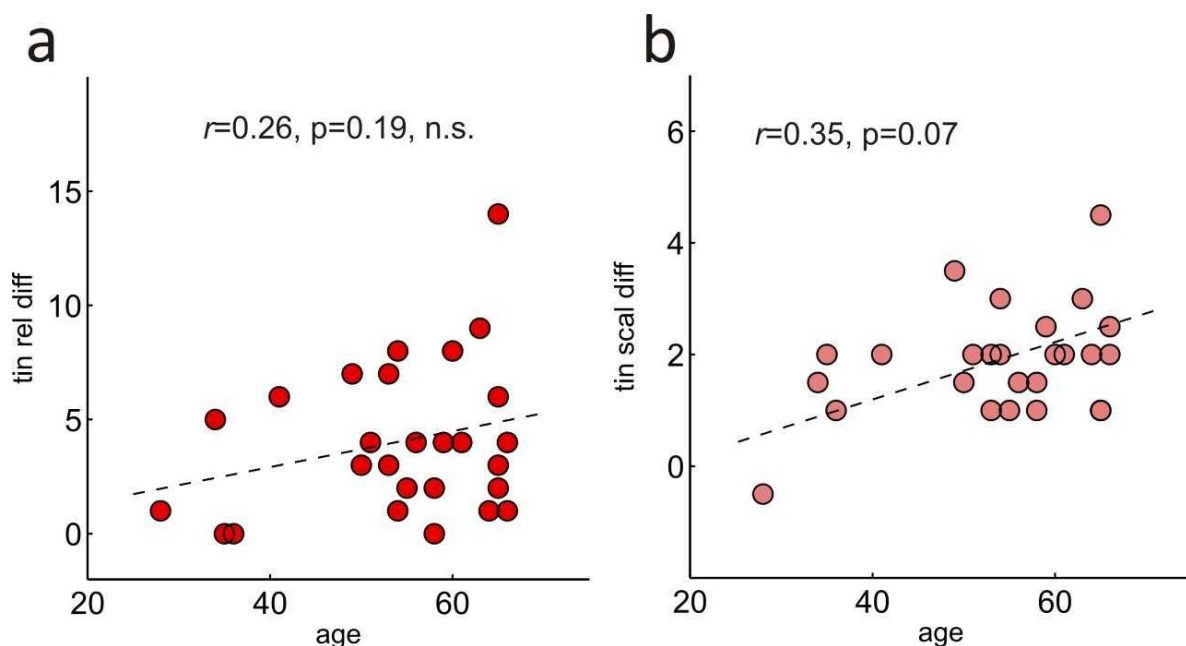 a
r=0.26, p=0.19, n.s.
tin rel diff
15
10
5
0
20
40
60
age
b
r=0.35, p=0.07
tin scal diff
6
4
2
0
20
40
60
age